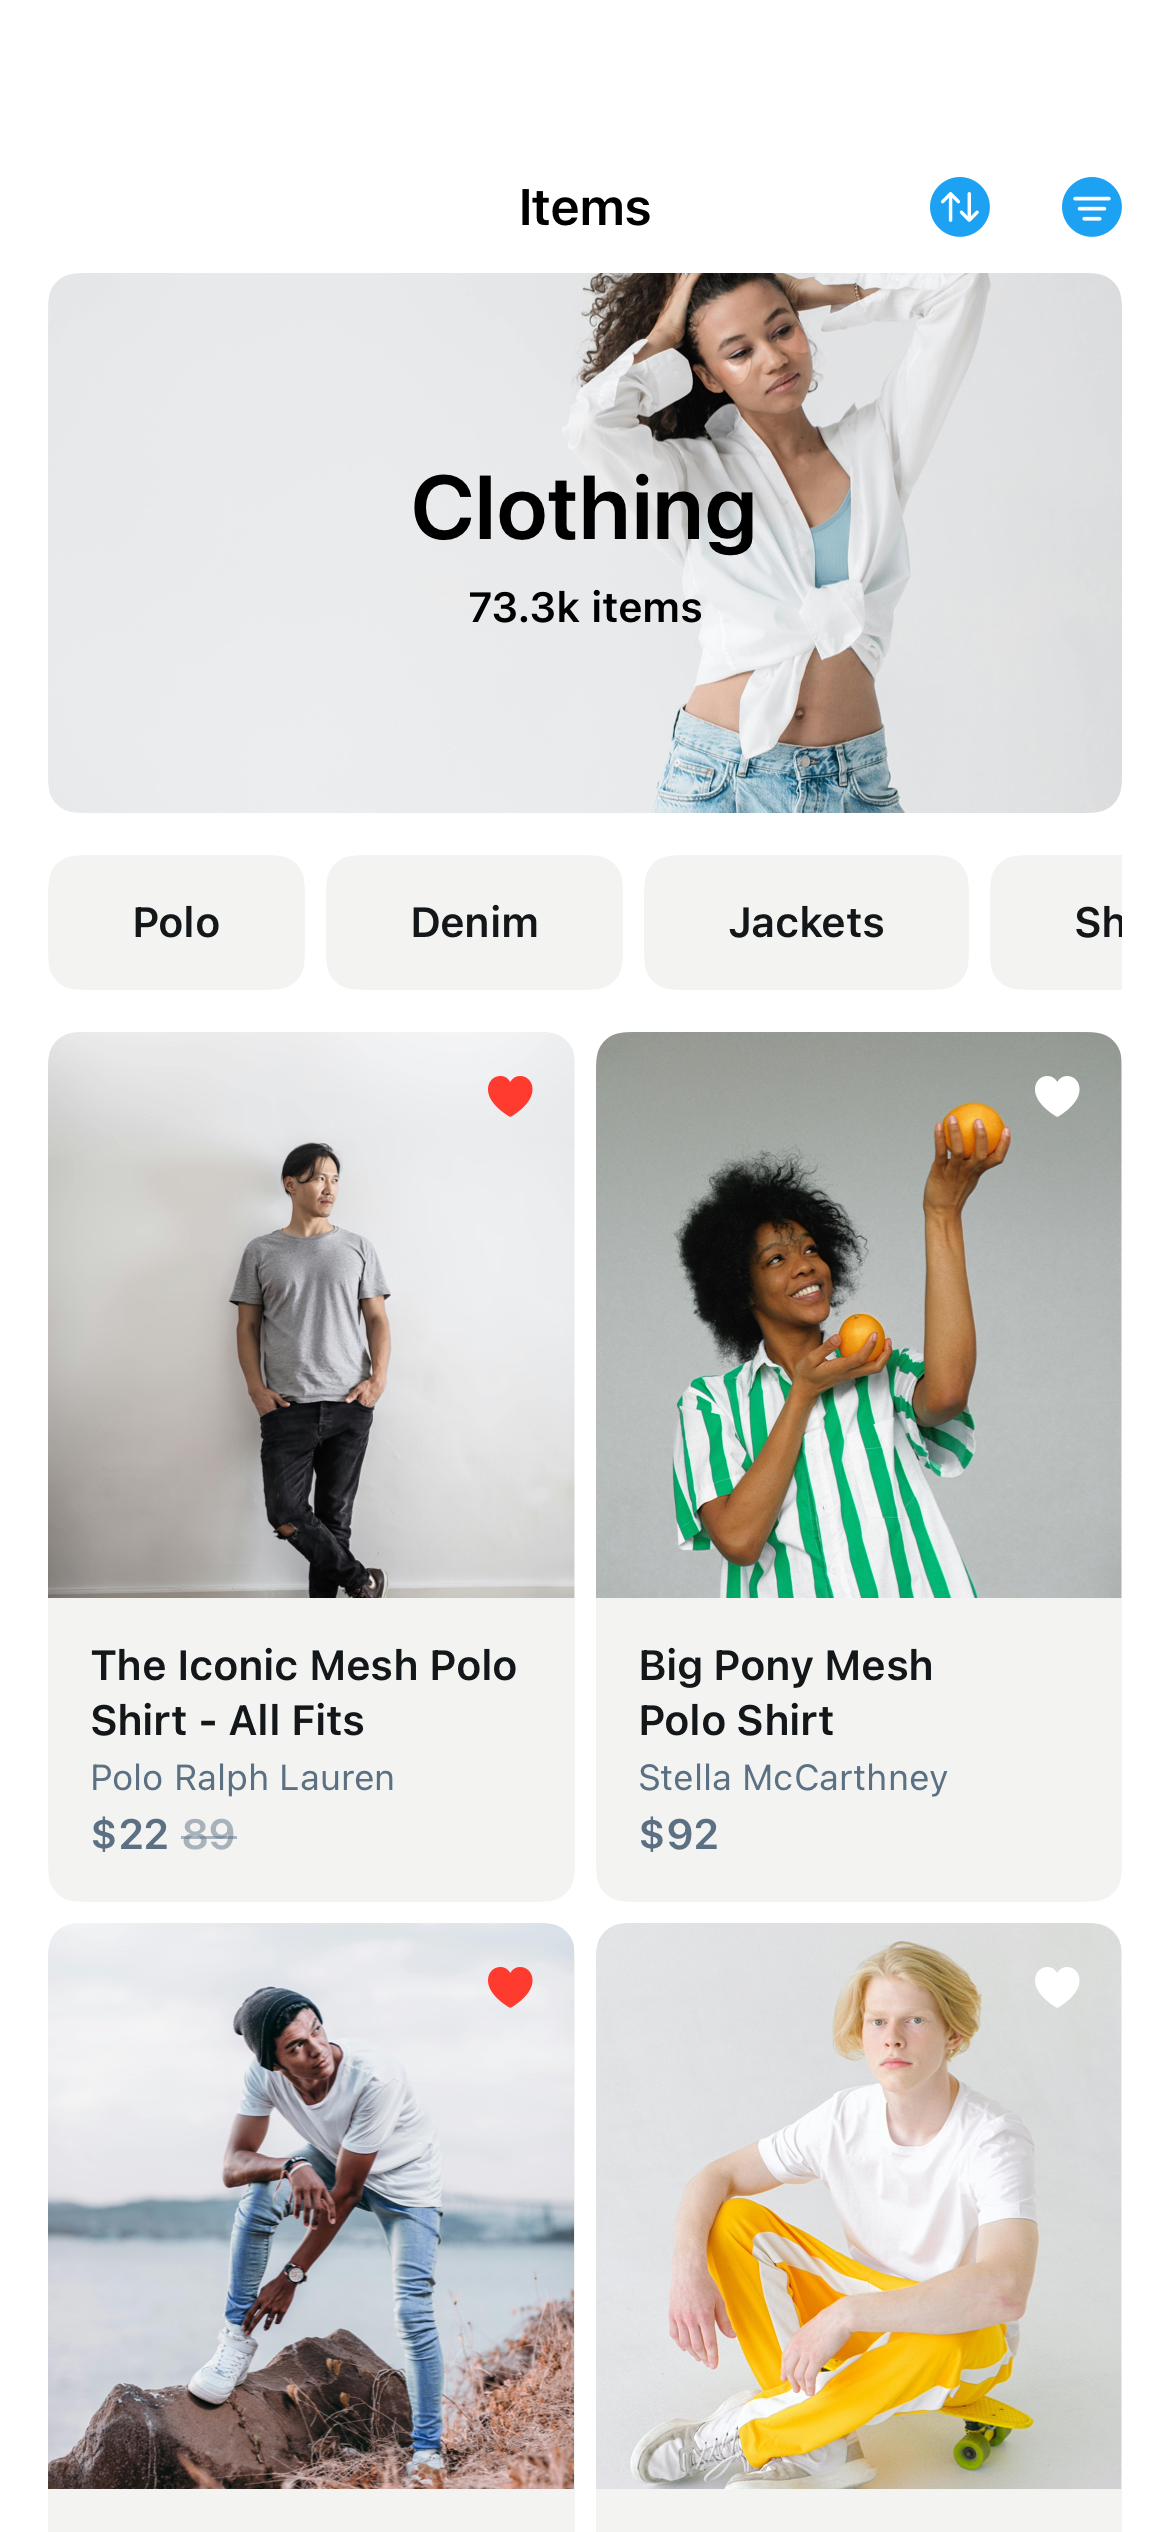 Items
Clothing
73.3k items
Polo
Denim
Jackets
Sh
The Iconic Mesh Polo
Shirt - All Fits
Polo Ralph Lauren
$22 89
Big Pony Mesh
Polo Shirt
Stella McCarthney
$92